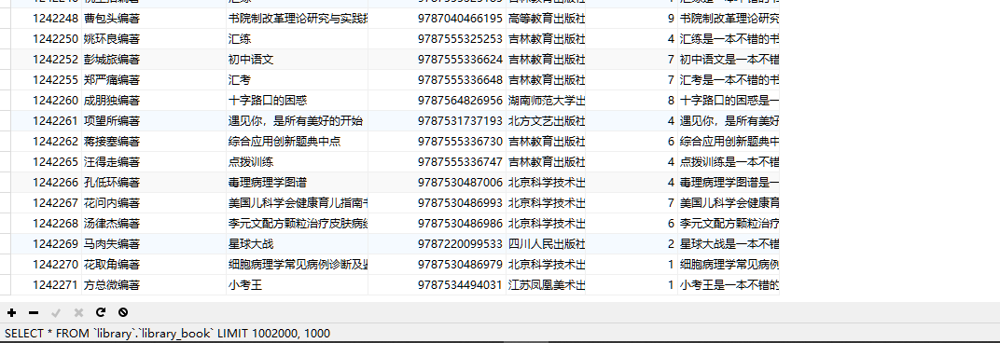 1242248 曹包头编著 书院制改革理论研究与实践探 9787040466195 高等教育出版社 9 书院制改革理论研究
1242250 姚环良编著 汇练 9787555325253 吉林教育出版社 4 汇练是一本不错的书
1242252 彭城旅编著 初中语文 9787555336624 吉林教育出版社 7 初中语文是一本不错
1242255 郑严痛编著 汇考 9787555336648 吉林教育出版社 7 汇考是一本不错的书
1242260 成朋独编著 十字路口的困惑 9787564826956 湖南师范大学出 8 十字路口的困惑是一
1242261 项望所编著 遇见你，是所有美好的开始 9787531737193 北方文艺出版社 4 遇见你，是所有美好
1242262 蒋接塞编著 综合应用创新题典中点 9787555336730 吉林教育出版社 6 综合应用创新题典中
1242265 汪得走编著 点拨训练 9787555336747 吉林教育出版社 4 点拨训练是一本不错
1242266 孔低环编著 毒理病理学图谱 9787530487006 北京科学技术出 4 毒理病理学图谱是一
1242267 花问内编著 美国儿科学会健康育儿指南 9787530486993 北京科学技术出 7 美国儿科学会健康育
1242268 汤律杰编著 李元文配方颗粒治疗皮肤病 9787530486986 北京科学技术出 6 李元文配方颗粒治疗
1242269 马肉失编著 星球大战 9787220099533 四川人民出版社 2 星球大战是一本不错
1242270 花取角编著 细胞病理学常见病例诊断及 9787530486979 北京科学技术出 1 细胞病理学常见病例
1242271 方总微编著 小考王 9787534494031 江苏凤凰美术出 1 小考王是一本不错的
SELECT * FROM `library`.`library_book` LIMIT 1002000, 1000